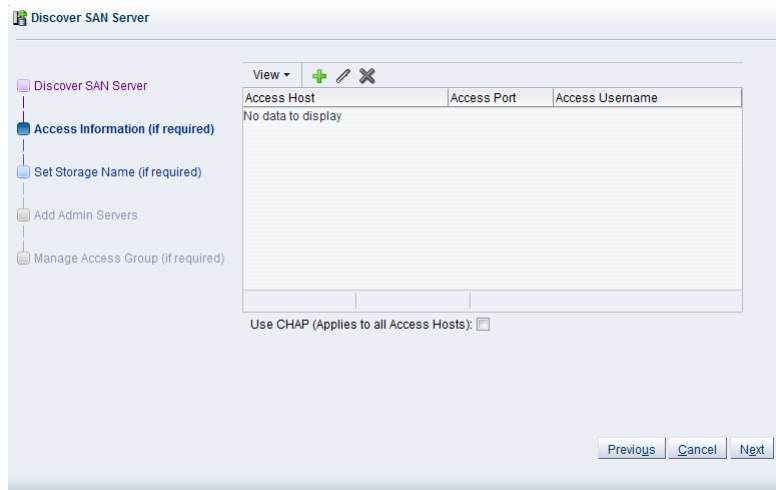 Discover SAN Server
Discover SAN Server
Access Information (if required)
Set Storage Name (if required)
Add Admin Servers
Manage Access Group (if required)
View
Access Host Access Port Access Username
No data to display
Use CHAP (Applies to all Access Hosts):
Previous Cancel Next